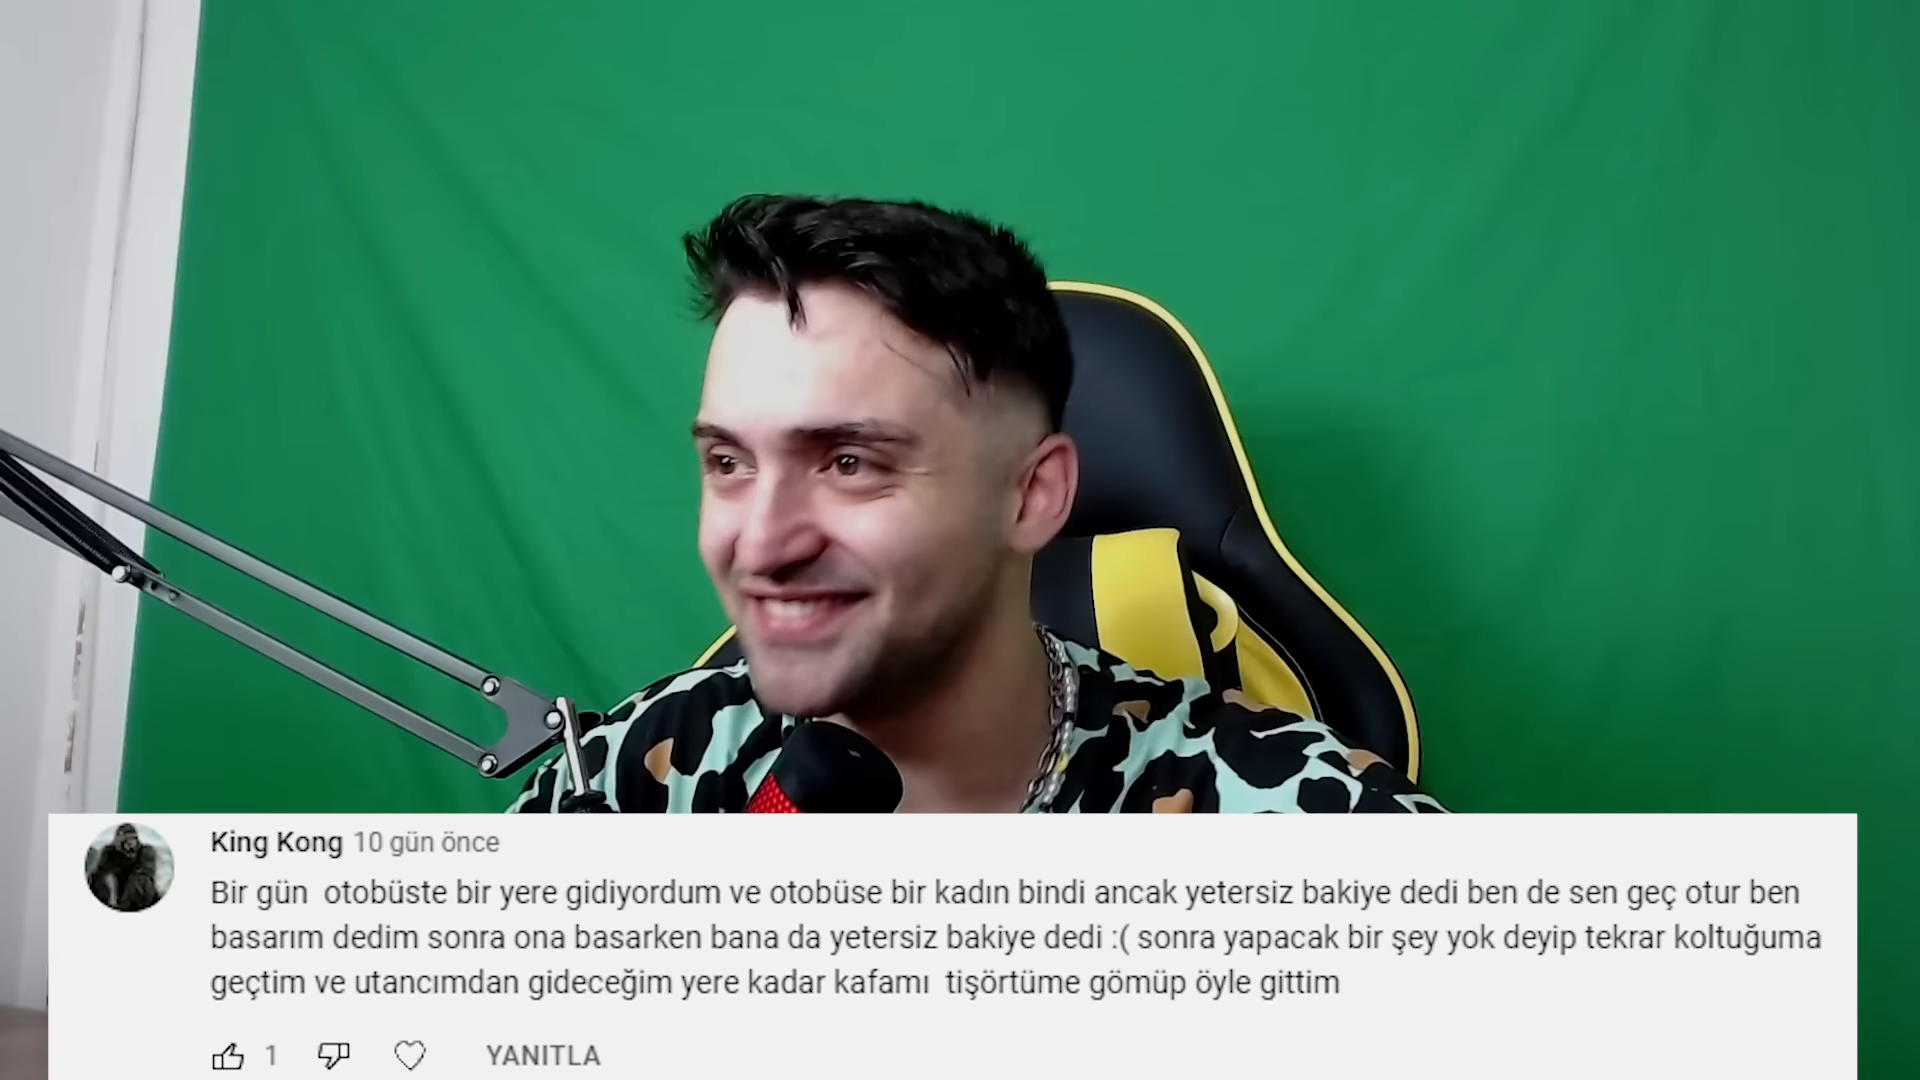 King Kong 10 gün önce
Bir gün otobüste bir yere gidiyordum ve otobüse bir kadın bindi ancak yetersiz bakiye dedi ben de sen geç otur ben
basarım dedim sonra ona basarken bana da yetersiz bakiye dedi :( sonra yapacak bir şey yok deyip tekrar koltuğuma
geçtim ve utancımdan gideceğim yere kadar kafamı tişörtüme gömüp öyle gittim
1 YANITLA